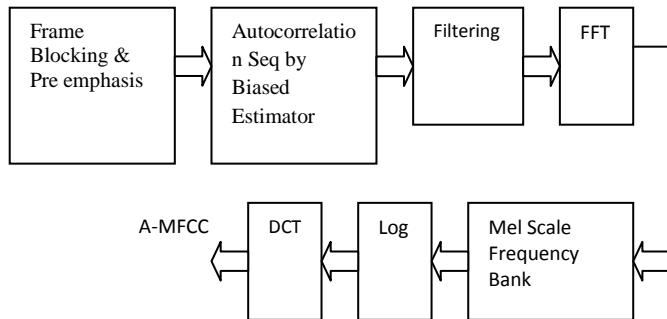 Frame
Blocking &
Pre emphasis
Autocorrelatio
n Seq by
Biased
Estimator
Filtering
FFT
A-MFCC
DCT
Log
Mel Scale
Frequency
Bank